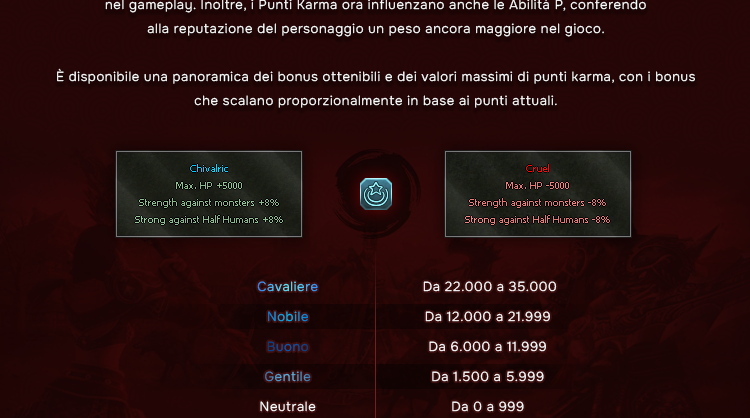 nel gameplay. Inoltre, i Punti Karma ora influenzano anche le Abilità P, conferendo
alla reputazione del personaggio un peso ancora maggiore nel gioco.
È disponibile una panoramica dei bonus ottenibili e dei valori massimi di punti karma, con i bonus
che scalano proporzionalmente in base ai punti attuali.
Chivalric
Max. HP +5000
Strength against monsters +8%
Strong against Half Humans +8%
Cruel
Max. HP -5000
Strength against monsters -8%
Strong against Half Humans -8%
Cavaliere Da 22.000 a 35.000
Nobile Da 12.000 a 21.999
Buono Da 6.000 a 11.999
Gentile Da 1.500 a 5.999
Neutrale Da 0 a 999